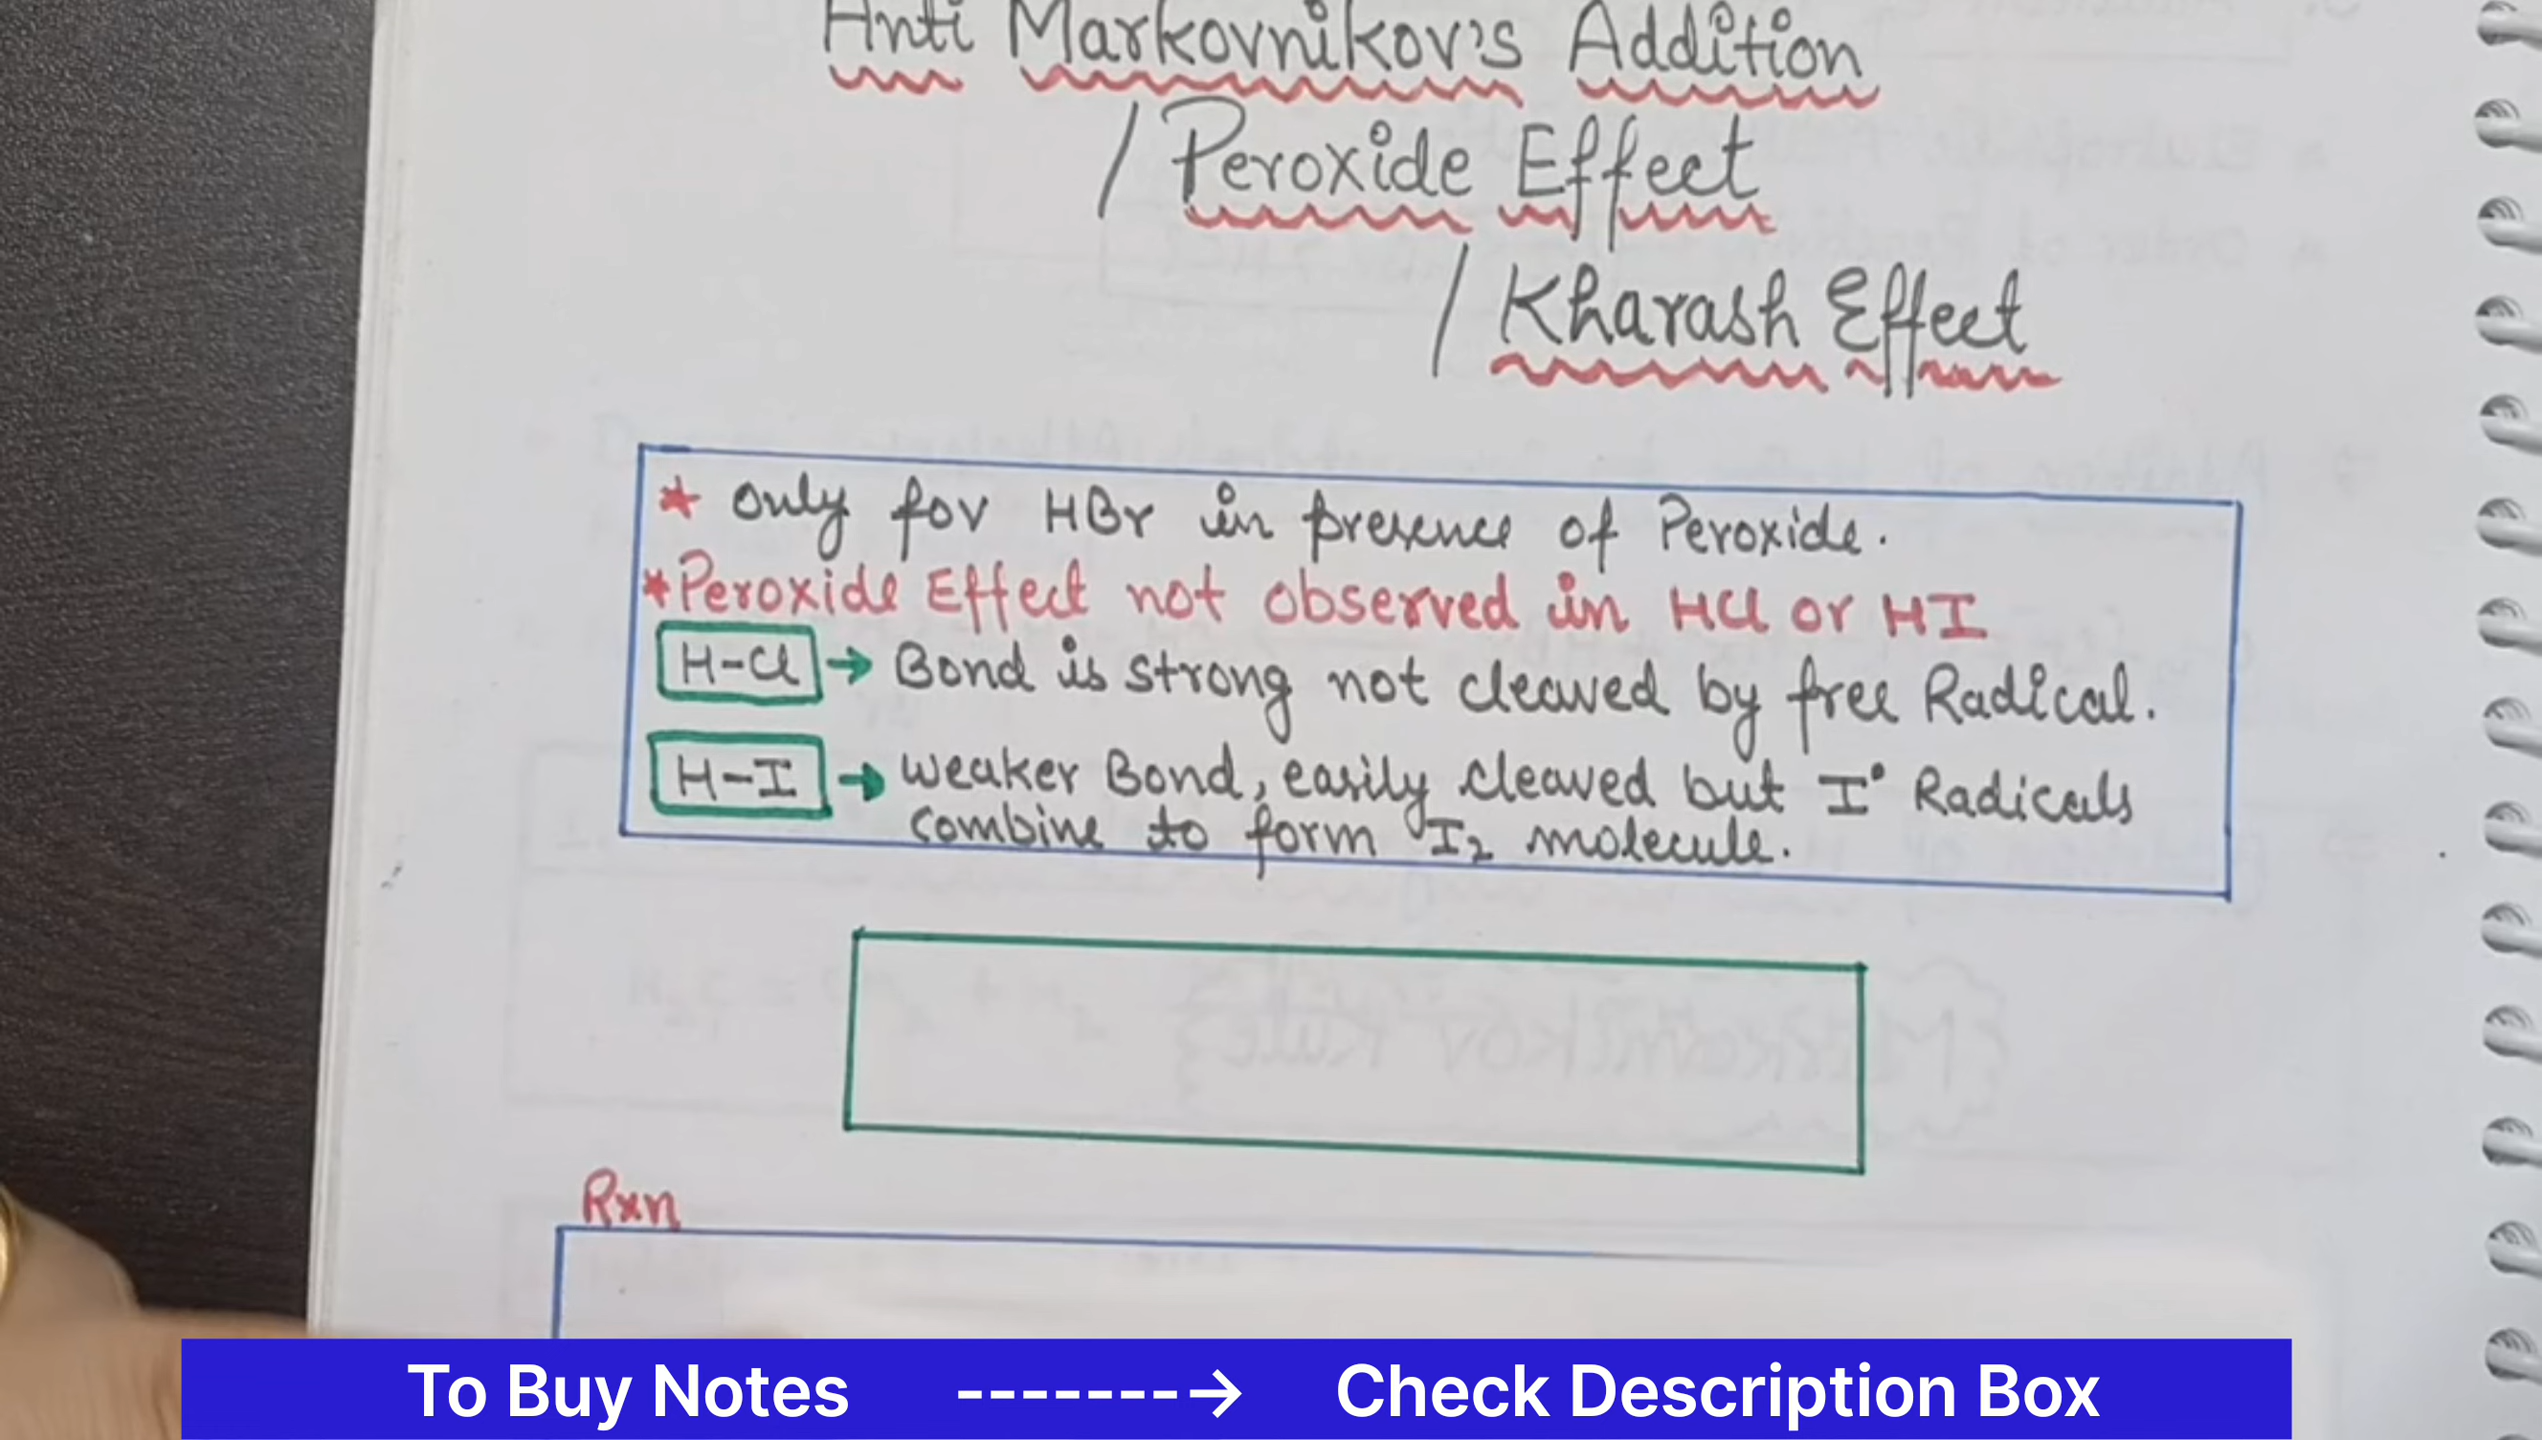 Anti Markovnikov's Addition
/ Peroxide Effect
/ Kharash Effect
* Only for HBr in presence of Peroxide.
* Peroxide Effect not observed in HCl or HI
H-Cl → Bond is strong not cleaved by free Radical.
H-I → Weaker Bond, easily cleaved but I• Radicals
combine to form I₂ molecule.
Rxn
To Buy Notes -------→ Check Description Box